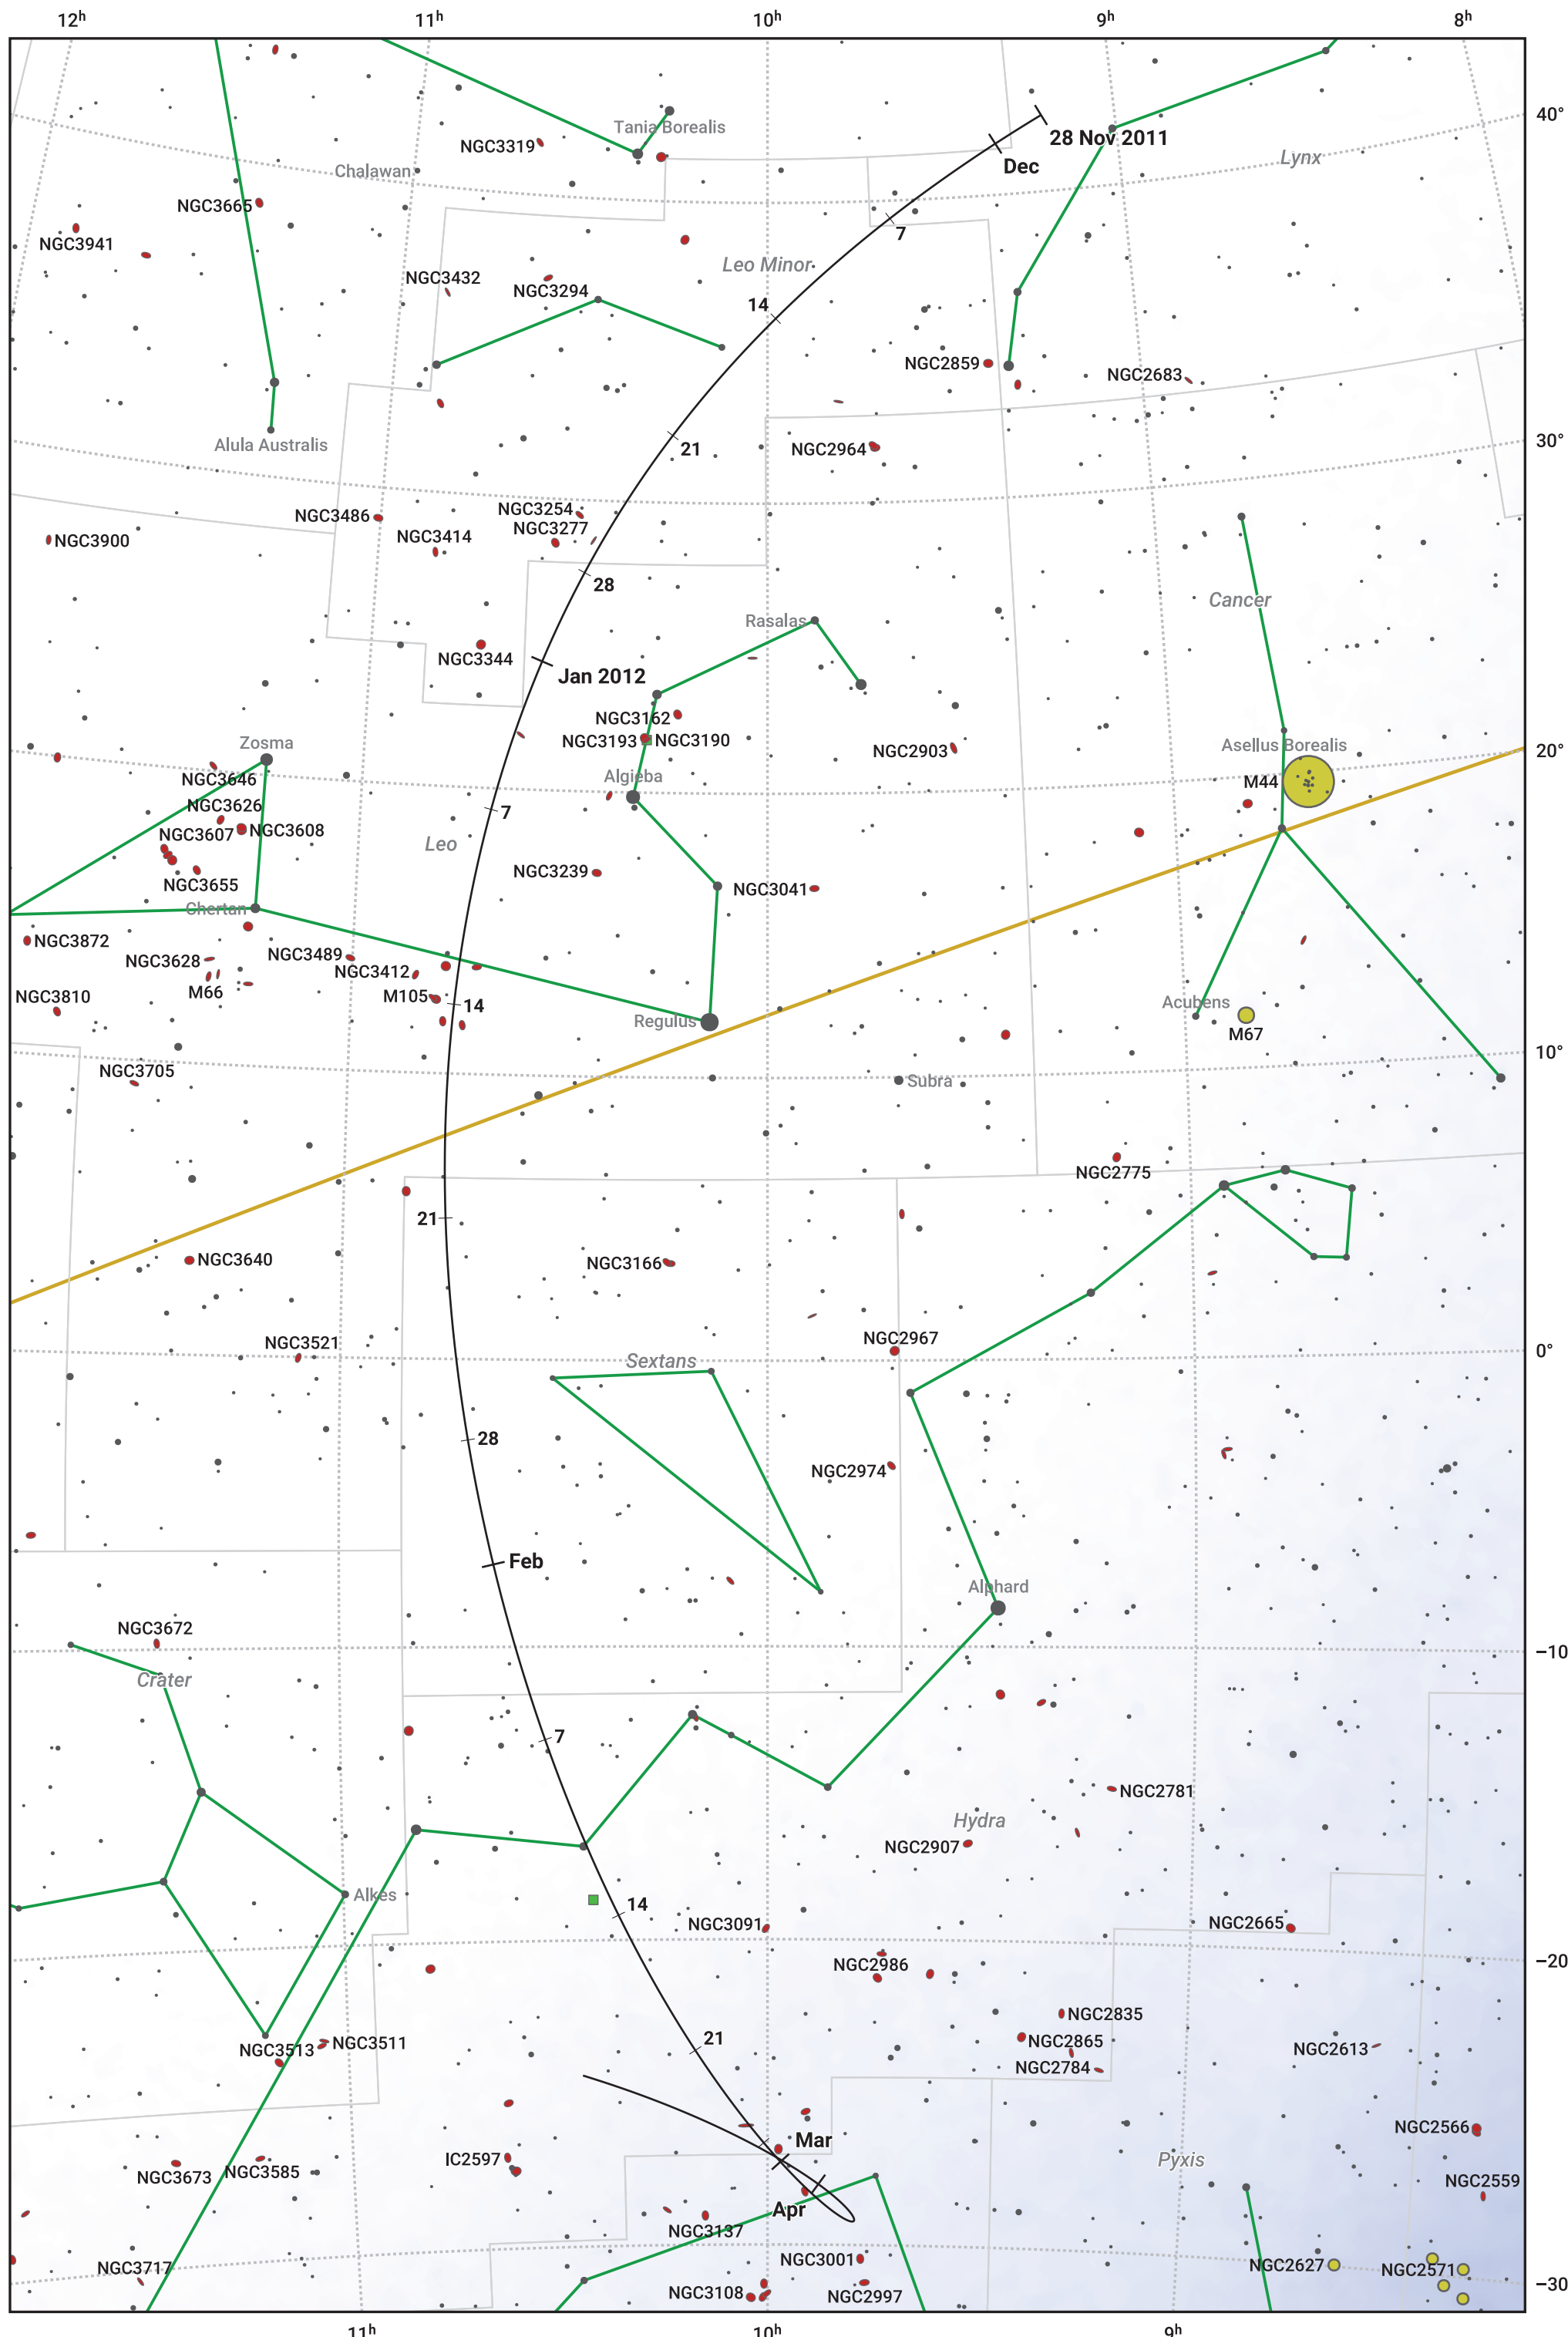 12h
11h
10h
9h
8h
40°
Tania Borealis
28 Nov 2011
NGC3319
Dec
Lynx
Chalawan
NGC3665
7
NGC3941
Leo Minor
NGC3432
NGC3294
14
NGC2859
NGC2683
Alula Australis
21
NGC2964
30°
NGC3486
NGC3254
NGC3277
NGC3414
NGC3900
28
Cancer
Rasalas
NGC3344
Jan 2012
NGC3162
NGC3193
NGC3190
NGC2903
Zosma
Asellus Borealis
20°
NGC3646
Algieba
M44
NGC3626
7
NGC3607
NGC3608
Leo
NGC3655
NGC3239
NGC3041
Chertan
NGC3872
NGC3628
NGC3489
NGC3412
M66
M105
NGC3810
14
Regulus
Acubens
M67
10°
NGC3705
Subra
NGC2775
21
NGC3640
NGC3166
NGC3521
NGC2967
0°
Sextans
28
NGC2974
Feb
Alphard
NGC3672
-10
Crater
7
NGC2781
Hydra
NGC2907
Alkes
14
NGC3091
NGC2665
NGC2986
-20
NGC2835
21
NGC2865
NGC3513
NGC3511
NGC2784
NGC2613
NGC2566
Mar
IC2597
Pyxis
NGC3673
NGC3585
NGC2559
Apr
NGC3137
NGC3717
NGC3001
NGC2627
NGC2571
-30
NGC3108
NGC2997
11h
10h
9h